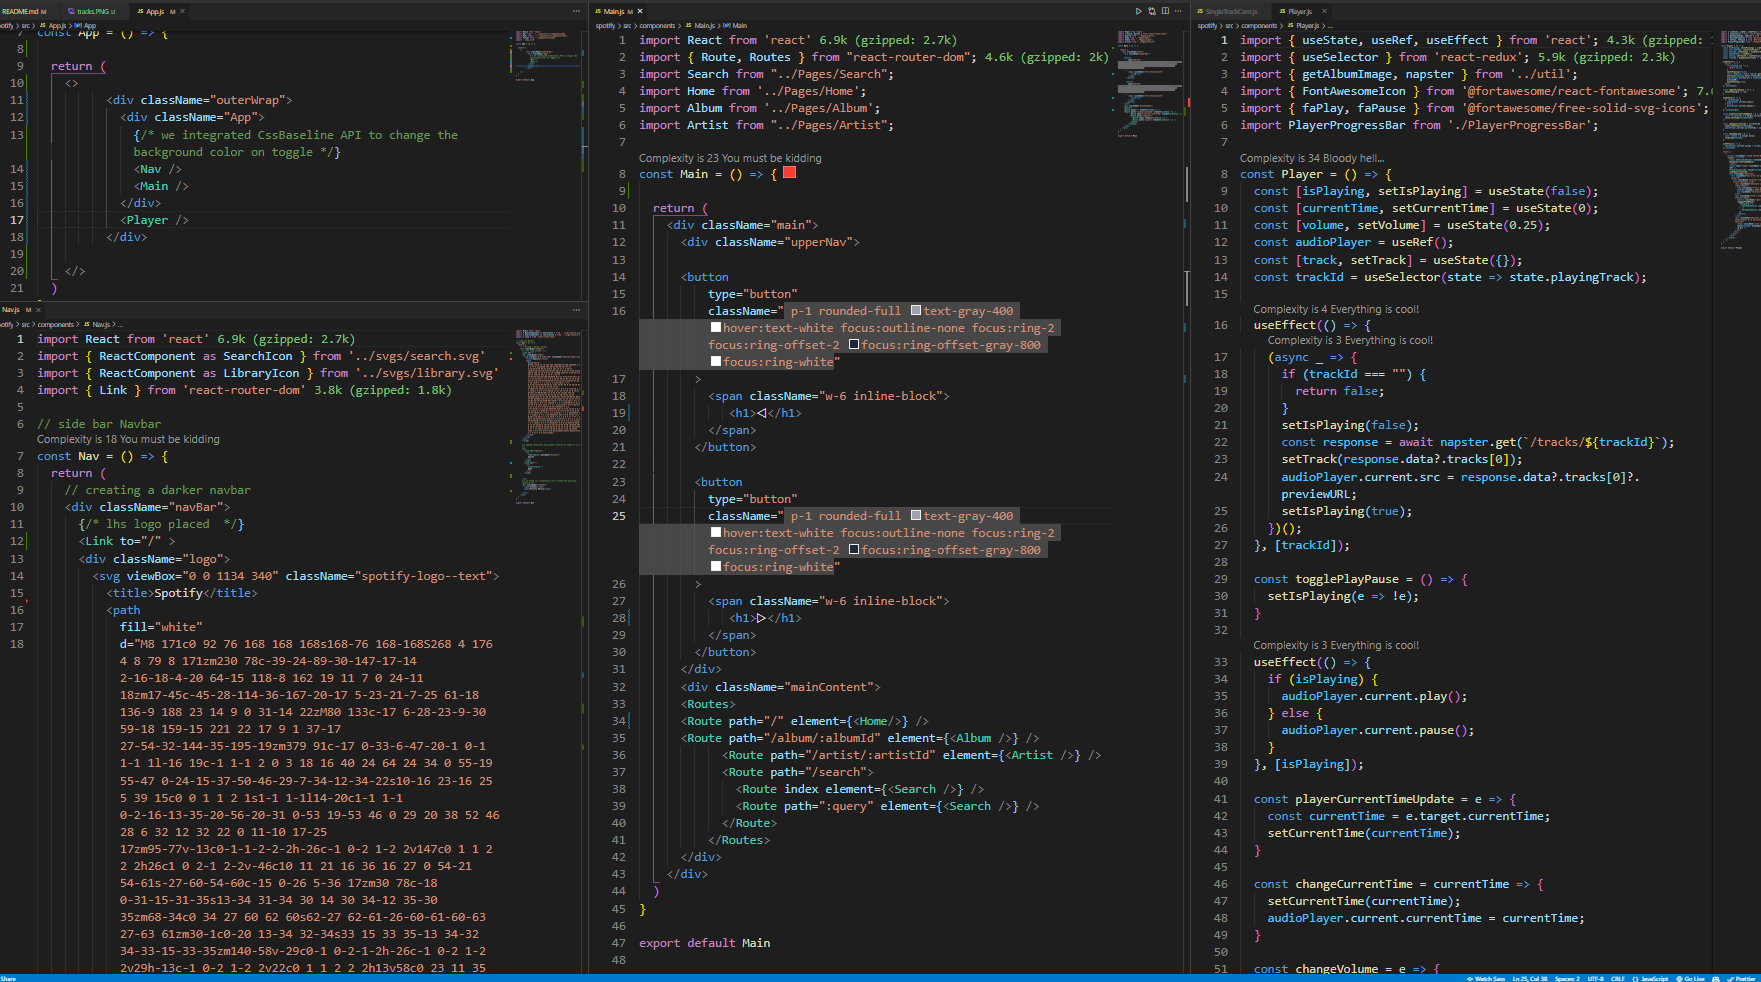 README.md M
tracks.PNG U
JS App.js M ×
spotify > src > JS App.js > App
7 const App = () => {
8
9 return (
10 <>
11 <div className="outerWrap">
12 <div className="App">
13 {/* we integrated CssBaseline API to change the
background color on toggle */}
14 <Nav />
15 <Main />
16 </div>
17 <Player />
18 </div>
19
20 </>
21 )
Nav.js M ×
spotify > src > components > JS Nav.js > ...
1 import React from 'react' 6.9k (gzipped: 2.7k)
2 import { ReactComponent as SearchIcon } from '../svgs/search.svg'
3 import { ReactComponent as LibraryIcon } from '../svgs/library.svg'
4 import { Link } from 'react-router-dom' 3.8k (gzipped: 1.8k)
5
6 // side bar Navbar
Complexity is 18 You must be kidding
7 const Nav = () => {
8 return (
9 // creating a darker navbar
10 <div className="navBar">
11 {/* lhs logo placed  */}
12 <Link to="/" >
13 <div className="logo">
14 <svg viewBox="0 0 1134 340" className="spotify-logo--text">
15 <title>Spotify</title>
16 <path
17 fill="white"
18 d="M8 171c0 92 76 168 168 168s168-76 168-168S268 4 176
4 8 79 8 171zm230 78c-39-24-89-30-147-17-14
2-16-18-4-20 64-15 118-8 162 19 11 7 0 24-11
18zm17-45c-45-28-114-36-167-20-17 5-23-21-7-25 61-18
136-9 188 23 14 9 0 31-14 22zM80 133c-17 6-28-23-9-30
59-18 159-15 221 22 17 9 1 37-17
27-54-32-144-35-195-19zm379 91c-17 0-33-6-47-20-1 0-1
1-1 1l-16 19c-1 1-1 2 0 3 18 16 40 24 64 24 34 0 55-19
55-47 0-24-15-37-50-46-29-7-34-12-34-22s10-16 23-16 25
5 39 15c0 0 1 1 2 1s1-1 1-1l14-20c1-1 1-1
0-2-16-13-35-20-56-20-31 0-53 19-53 46 0 29 20 38 52 46
28 6 32 12 32 22 0 11-10 17-25
17zm95-77v-13c0-1-1-2-2-2h-26c-1 0-2 1-2 2v147c0 1 1 2
2 2h26c1 0 2-1 2-2v-46c10 11 21 16 36 16 27 0 54-21
54-61s-27-60-54-60c-15 0-26 5-36 17zm30 78c-18
0-31-15-31-35s13-34 31-34 30 14 30 34-12 35-30
35zm68-34c0 34 27 60 62 60s62-27 62-61-26-60-61-60-63
27-63 61zm30-1c0-20 13-34 32-34s33 15 33 35-13 34-32
34-33-15-33-35zm140-58v-29c0-1 0-2-1-2h-26c-1 0-2 1-2
2v29h-13c-1 0-2 1-2 2v22c0 1 1 2 2 2h13v58c0 23 11 35
JS Main.js M ×
spotify > src > components > JS Main.js > Main
1 import React from 'react' 6.9k (gzipped: 2.7k)
2 import { Route, Routes } from "react-router-dom"; 4.6k (gzipped: 2k)
3 import Search from "../Pages/Search";
4 import Home from '../Pages/Home';
5 import Album from '../Pages/Album';
6 import Artist from "../Pages/Artist";
7
Complexity is 23 You must be kidding
8 const Main = () => {
9
10 return (
11 <div className="main">
12 <div className="upperNav">
13
14 <button
15 type="button"
16 className=" p-1 rounded-full text-gray-400
hover:text-white focus:outline-none focus:ring-2
focus:ring-offset-2 focus:ring-offset-gray-800
focus:ring-white"
17 >
18 <span className="w-6 inline-block">
19 <h1>◁</h1>
20 </span>
21 </button>
22
23 <button
24 type="button"
25 className=" p-1 rounded-full text-gray-400
hover:text-white focus:outline-none focus:ring-2
focus:ring-offset-2 focus:ring-offset-gray-800
focus:ring-white"
26 >
27 <span className="w-6 inline-block">
28 <h1>▷</h1>
29 </span>
30 </button>
31 </div>
32 <div className="mainContent">
33 <Routes>
34 <Route path="/" element={<Home/>} />
35 <Route path="/album/:albumId" element={<Album />} />
36 <Route path="/artist/:artistId" element={<Artist />} />
37 <Route path="/search">
38 <Route index element={<Search />} />
39 <Route path=":query" element={<Search />} />
40 </Route>
41 </Routes>
42 </div>
43 </div>
44 )
45 }
46
47 export default Main
48
JS SingleTrackCard.js
JS Player.js ×
spotify > src > components > JS Player.js > ...
1 import { useState, useRef, useEffect } from 'react'; 4.3k (gzipped:
2 import { useSelector } from 'react-redux'; 5.9k (gzipped: 2.3k)
3 import { getAlbumImage, napster } from '../util';
4 import { FontAwesomeIcon } from '@fortawesome/react-fontawesome'; 7.
5 import { faPlay, faPause } from '@fortawesome/free-solid-svg-icons';
6 import PlayerProgressBar from './PlayerProgressBar';
7
Complexity is 34 Bloody hell...
8 const Player = () => {
9 const [isPlaying, setIsPlaying] = useState(false);
10 const [currentTime, setCurrentTime] = useState(0);
11 const [volume, setVolume] = useState(0.25);
12 const audioPlayer = useRef();
13 const [track, setTrack] = useState({});
14 const trackId = useSelector(state => state.playingTrack);
15
Complexity is 4 Everything is cool!
16 useEffect(() => {
Complexity is 3 Everything is cool!
17 (async _ => {
18 if (trackId === "") {
19 return false;
20 }
21 setIsPlaying(false);
22 const response = await napster.get(`/tracks/${trackId}`);
23 setTrack(response.data?.tracks[0]);
24 audioPlayer.current.src = response.data?.tracks[0]?.
previewURL;
25 setIsPlaying(true);
26 })();
27 }, [trackId]);
28
29 const togglePlayPause = () => {
30 setIsPlaying(e => !e);
31 }
32
Complexity is 3 Everything is cool!
33 useEffect(() => {
34 if (isPlaying) {
35 audioPlayer.current.play();
36 } else {
37 audioPlayer.current.pause();
38 }
39 }, [isPlaying]);
40
41 const playerCurrentTimeUpdate = e => {
42 const currentTime = e.target.currentTime;
43 setCurrentTime(currentTime);
44 }
45
46 const changeCurrentTime = currentTime => {
47 setCurrentTime(currentTime);
48 audioPlayer.current.currentTime = currentTime;
49 }
50
51 const changeVolume = e => {
Share
Watch Sass Ln 25, Col 38 Spaces: 2 UTF-8 CRLF {} JavaScript Go Live Prettier